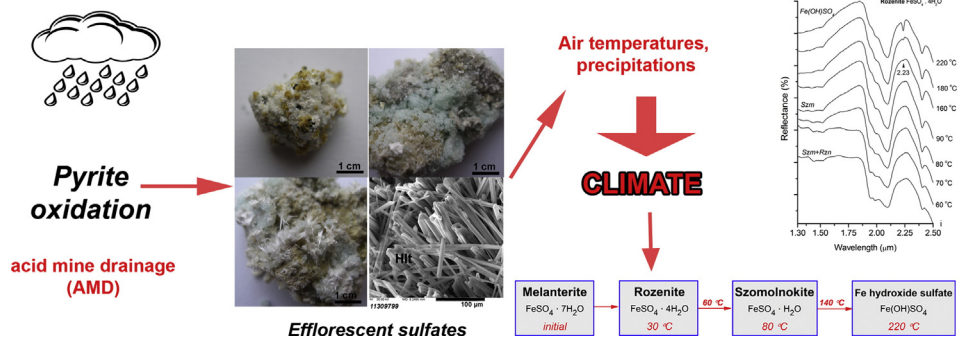 Pyrite
oxidation
acid mine drainage
(AMD)
1 cm
1 cm
1 cm
Hlt
100 µm
11309799
Efflorescent sulfates
Air temperatures,
precipitations
CLIMATE
Rozenite FeSO₄ · 4H₂O
Fe(OH)SO₄
2.23
Szm
Szm+Rzn
220 °C
180 °C
160 °C
90 °C
80 °C
70 °C
60 °C
i
Reflectance (%)
1.30 1.50 1.75 2.00 2.25 2.50
Wavelength (µm)
Melanterite
FeSO₄ · 7H₂O
initial
Rozenite
FeSO₄ · 4H₂O
30 °C
60 °C
Szomolnokite
FeSO₄ · H₂O
80 °C
140 °C
Fe hydroxide sulfate
Fe(OH)SO₄
220 °C